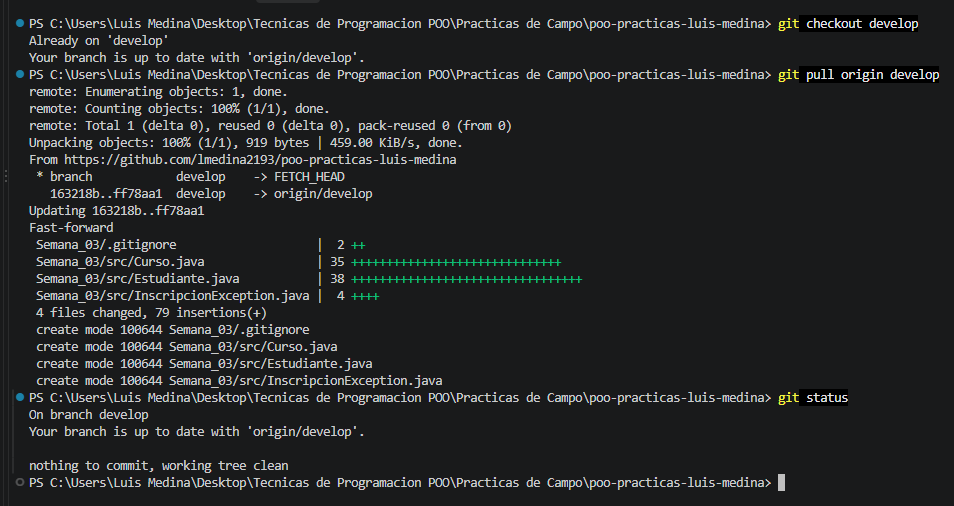 PS C:\Users\Luis Medina\Desktop\Tecnicas de Programacion POO\Practicas de Campo\poo-practicas-luis-medina> git checkout develop
Already on 'develop'
Your branch is up to date with 'origin/develop'.
PS C:\Users\Luis Medina\Desktop\Tecnicas de Programacion POO\Practicas de Campo\poo-practicas-luis-medina> git pull origin develop
remote: Enumerating objects: 1, done.
remote: Counting objects: 100% (1/1), done.
remote: Total 1 (delta 0), reused 0 (delta 0), pack-reused 0 (from 0)
Unpacking objects: 100% (1/1), 919 bytes | 459.00 KiB/s, done.
From https://github.com/lmedina2193/poo-practicas-luis-medina
 * branch            develop    -> FETCH_HEAD
   163218b..ff78aa1  develop    -> origin/develop
Updating 163218b..ff78aa1
Fast-forward
 Semana_03/.gitignore                    |  2 ++
 Semana_03/src/Curso.java                | 35 ++++++++++++++++++++++++++++++
 Semana_03/src/Estudiante.java           | 38 +++++++++++++++++++++++++++++++++
 Semana_03/src/InscripcionException.java |  4 ++++
 4 files changed, 79 insertions(+)
 create mode 100644 Semana_03/.gitignore
 create mode 100644 Semana_03/src/Curso.java
 create mode 100644 Semana_03/src/Estudiante.java
 create mode 100644 Semana_03/src/InscripcionException.java
PS C:\Users\Luis Medina\Desktop\Tecnicas de Programacion POO\Practicas de Campo\poo-practicas-luis-medina> git status
On branch develop
Your branch is up to date with 'origin/develop'.

nothing to commit, working tree clean
PS C:\Users\Luis Medina\Desktop\Tecnicas de Programacion POO\Practicas de Campo\poo-practicas-luis-medina>